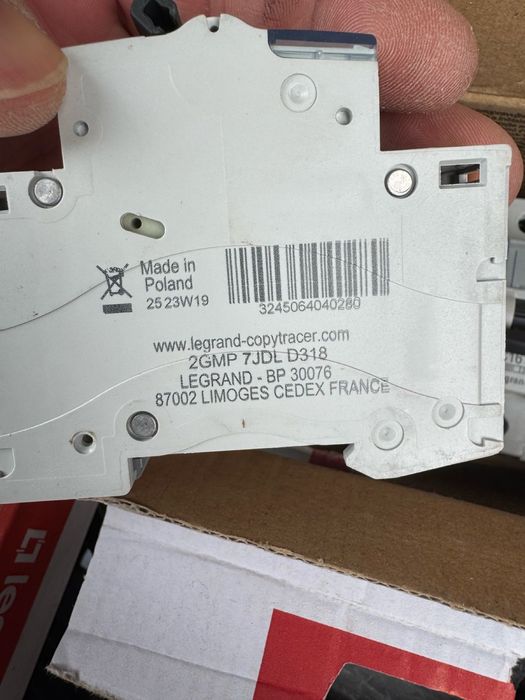 Made in
Poland
25 23W19
3245064040280
www.legrand-copytracer.com
2GMP 7JDL D318
LEGRAND - BP 30076
87002 LIMOGES CEDEX FRANCE